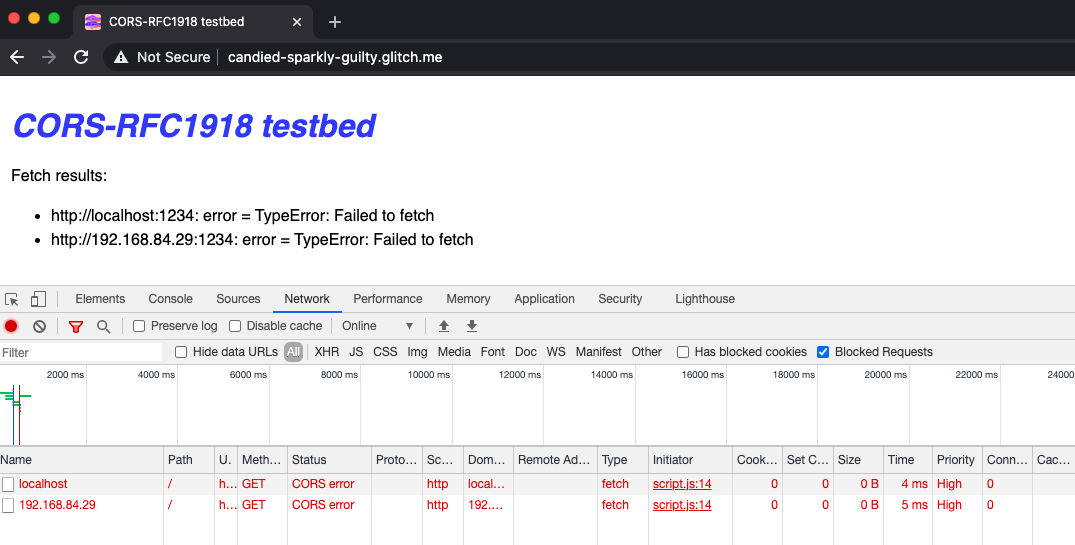 CORS-RFC1918 testbed
Not Secure candied-sparkly-guilty.glitch.me
CORS-RFC1918 testbed
Fetch results:
• http://localhost:1234: error = TypeError: Failed to fetch
• http://192.168.84.29:1234: error = TypeError: Failed to fetch
Elements Console Sources Network Performance Memory Application Security Lighthouse
Preserve log Disable cache Online
Filter Hide data URLs All XHR JS CSS Img Media Font Doc WS Manifest Other Has blocked cookies Blocked Requests
2000 ms 4000 ms 6000 ms 8000 ms 10000 ms 12000 ms 14000 ms 16000 ms 18000 ms 20000 ms 22000 ms 24000
Name Path U. Meth… Status Proto… Sc… Dom… Remote Ad… Type Initiator Cook… Set C… Size Time Priority Conn… Cac…
localhost / h… GET CORS error http local… fetch script.js:14 0 0 0 B 4 ms High 0
192.168.84.29 / h… GET CORS error http 192.… fetch script.js:14 0 0 0 B 5 ms High 0